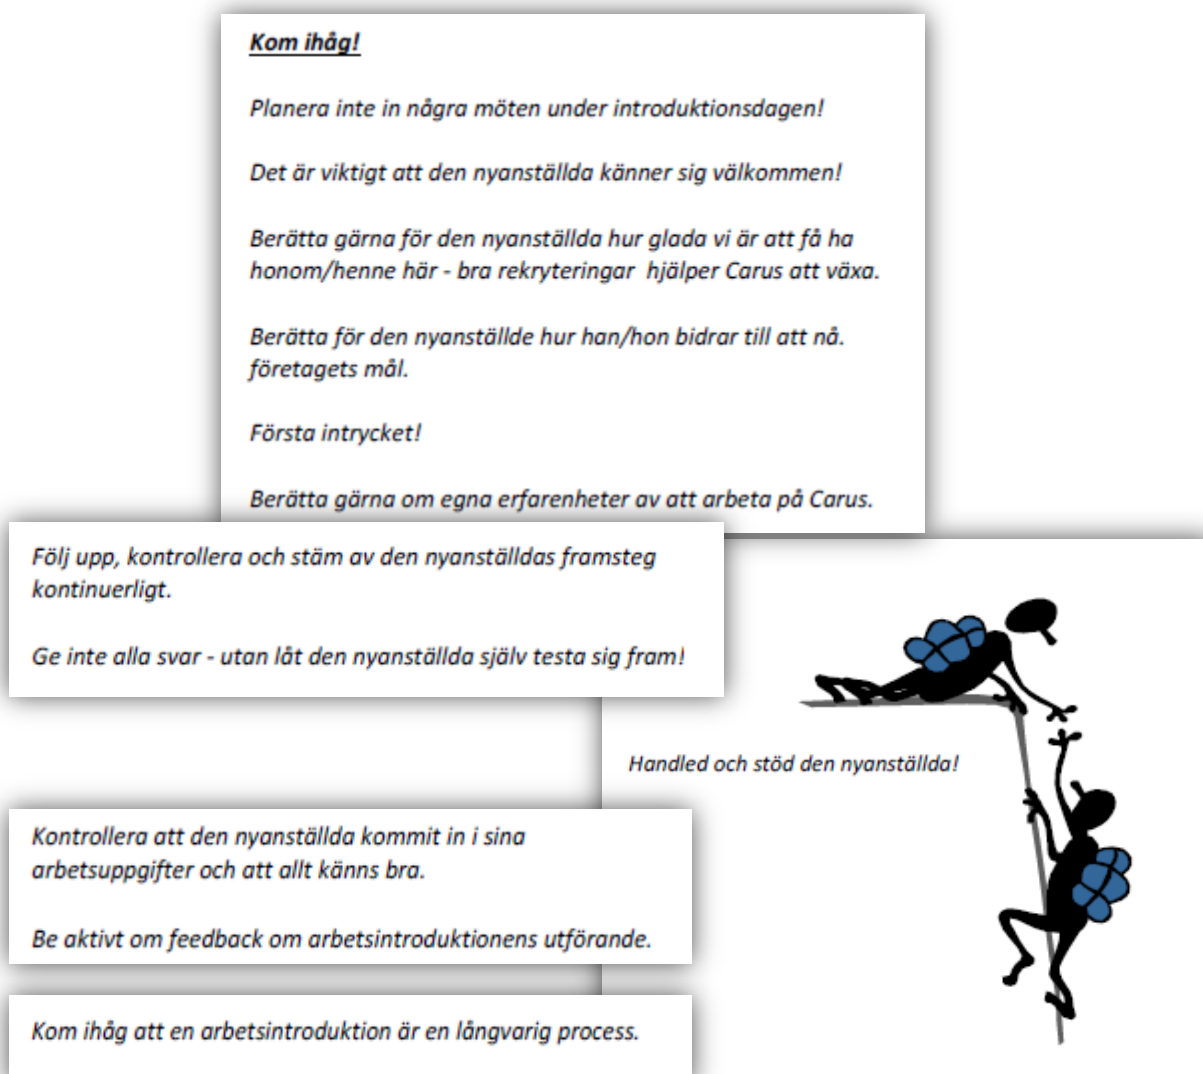 Kom ihåg!
Planera inte in några möten under introduktionsdagen!
Det är viktigt att den nyanställda känner sig välkommen!
Berätta gärna för den nyanställda hur glada vi är att få ha
honom/henne här - bra rekryteringar  hjälper Carus att växa.
Berätta för den nyanställde hur han/hon bidrar till att nå.
företagets mål.
Första intrycket!
Berätta gärna om egna erfarenheter av att arbeta på Carus.
Följ upp, kontrollera och stäm av den nyanställdas framsteg
kontinuerligt.
Ge inte alla svar - utan låt den nyanställda själv testa sig fram!
Handled och stöd den nyanställda!
Kontrollera att den nyanställda kommit in i sina
arbetsuppgifter och att allt känns bra.
Be aktivt om feedback om arbetsintroduktionens utförande.
Kom ihåg att en arbetsintroduktion är en långvarig process.